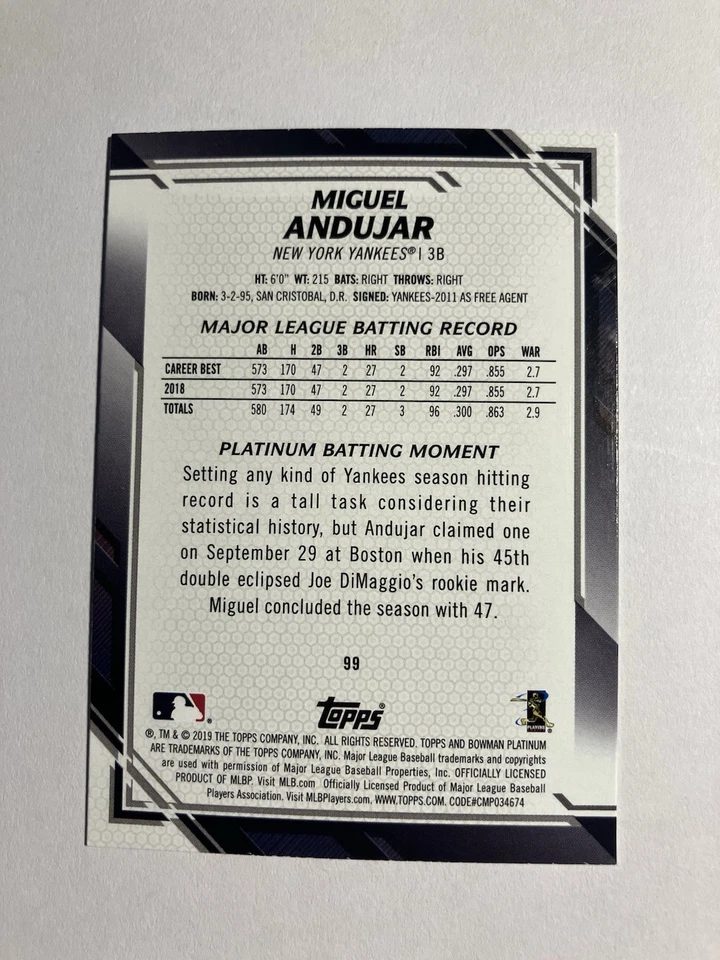 MIGUEL
ANDUJAR
NEW YORK YANKEES® | 3B
HT: 6'0" WT: 215 BATS: RIGHT THROWS: RIGHT
BORN: 3-2-95, SAN CRISTOBAL, D.R. SIGNED: YANKEES-2011 AS FREE AGENT
MAJOR LEAGUE BATTING RECORD
AB H 2B 3B HR SB RBI AVG OPS WAR
CAREER BEST 573 170 47 2 27 2 92 .297 .855 2.7
2018 573 170 47 2 27 2 92 .297 .855 2.7
TOTALS 580 174 49 2 27 3 96 .300 .863 2.9
PLATINUM BATTING MOMENT
Setting any kind of Yankees season hitting
record is a tall task considering their
statistical history, but Andujar claimed one
on September 29 at Boston when his 45th
double eclipsed Joe DiMaggio's rookie mark.
Miguel concluded the season with 47.
99
Topps®
PLAYERS
®, TM & © 2019 THE TOPPS COMPANY, INC. ALL RIGHTS RESERVED. TOPPS AND BOWMAN PLATINUM
ARE TRADEMARKS OF THE TOPPS COMPANY, INC. Major League Baseball trademarks and copyrights
are used with permission of Major League Baseball Properties, Inc. OFFICIALLY LICENSED
PRODUCT OF MLBP. Visit MLB.com Officially Licensed Product of Major League Baseball
Players Association. Visit MLBPlayers.com. WWW.TOPPS.COM. CODE#CMP034674